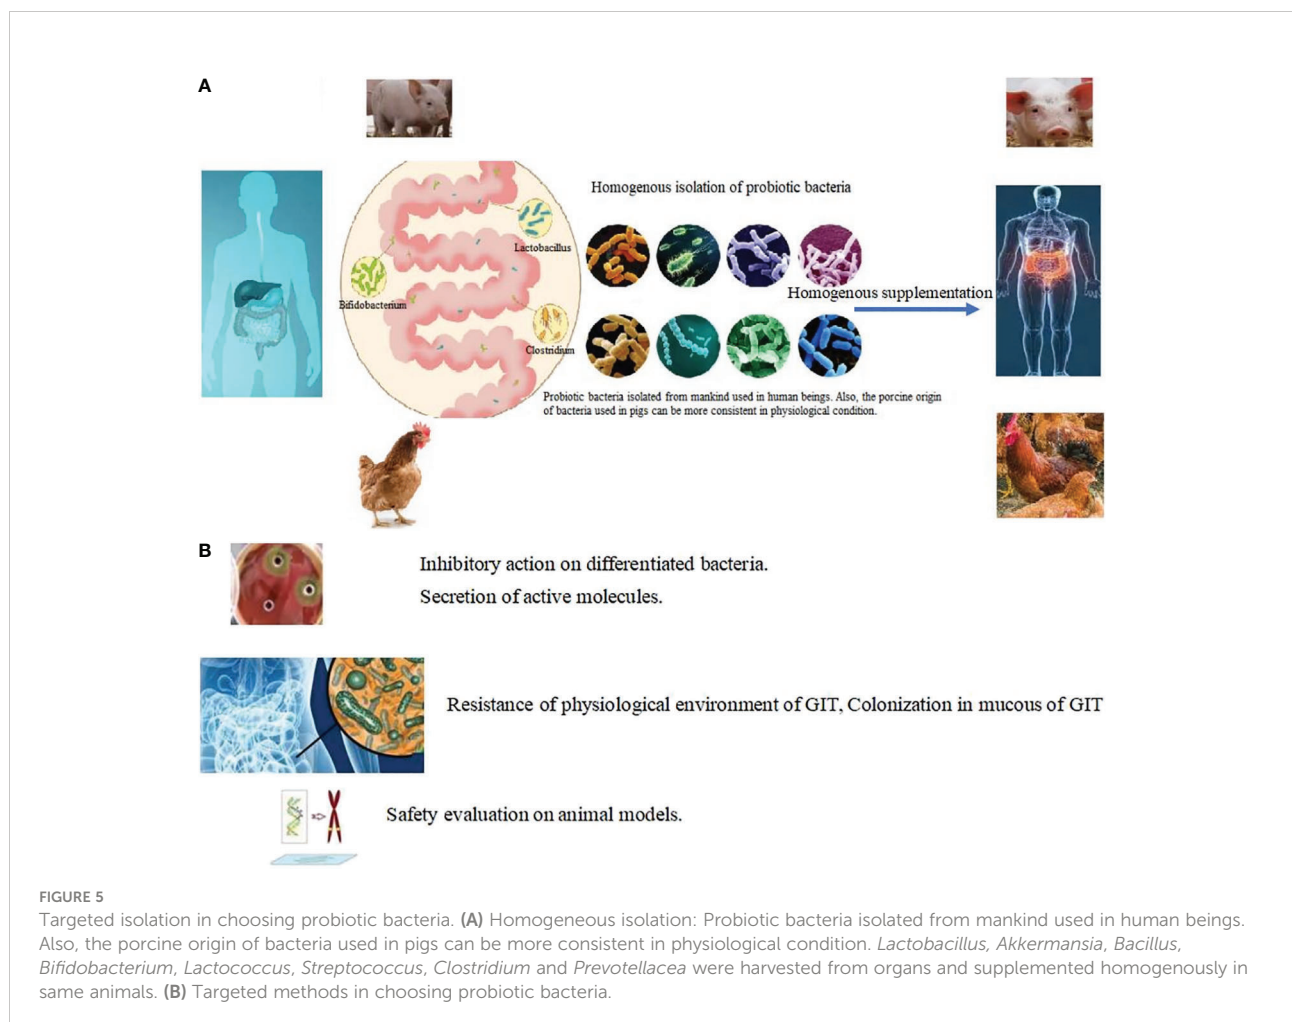 A
Homogenous isolation of probiotic bacteria
Lactobacillus
Bifidobacterium
Homogenous supplementation
Clostridium
Probiotic bacteria isolated from mankind used in human beings. Also, the porcine origin
of bacteria used in pigs can be more consistent in physiological condition.
B
Inhibitory action on differentiated bacteria.
Secretion of active molecules.
Resistance of physiological environment of GIT, Colonization in mucous of GIT
Safety evaluation on animal models.
FIGURE 5
Targeted isolation in choosing probiotic bacteria. (A) Homogeneous isolation: Probiotic bacteria isolated from mankind used in human beings.
Also, the porcine origin of bacteria used in pigs can be more consistent in physiological condition. Lactobacillus, Akkermansia, Bacillus,
Bifidobacterium, Lactococcus, Streptococcus, Clostridium and Prevotellacea were harvested from organs and supplemented homogenously in
same animals. (B) Targeted methods in choosing probiotic bacteria.